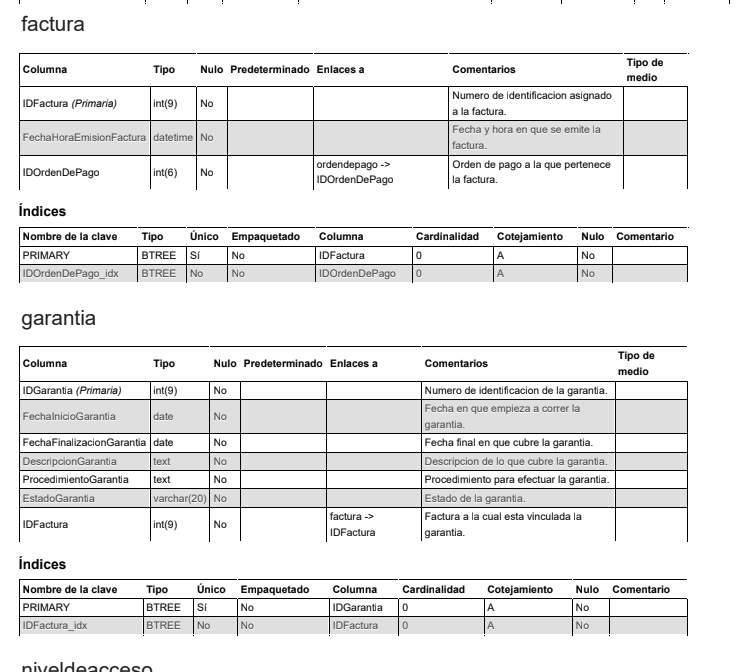 factura
Columna Tipo Nulo Predeterminado Enlaces a Comentarios Tipo de medio
IDFactura (Primaria) int(9) No Numero de identificacion asignado a la factura.
FechaHoraEmisionFactura datetime No Fecha y hora en que se emite la factura.
IDOrdenDePago int(6) No ordendepago -> IDOrdenDePago Orden de pago a la que pertenece la factura.
Índices
Nombre de la clave Tipo Único Empaquetado Columna Cardinalidad Cotejamiento Nulo Comentario
PRIMARY BTREE Sí No IDFactura 0 A No
IDOrdenDePago_idx BTREE No No IDOrdenDePago 0 A No
garantia
Columna Tipo Nulo Predeterminado Enlaces a Comentarios Tipo de medio
IDGarantia (Primaria) int(9) No Numero de identificacion de la garantia.
FechaInicioGarantia date No Fecha en que empieza a correr la garantia.
FechaFinalizacionGarantia date No Fecha final en que cubre la garantia.
DescripcionGarantia text No Descripcion de lo que cubre la garantia.
ProcedimientoGarantia text No Procedimiento para efectuar la garantia.
EstadoGarantia varchar(20) No Estado de la garantia.
IDFactura int(9) No factura -> IDFactura Factura a la cual esta vinculada la garantia.
Índices
Nombre de la clave Tipo Único Empaquetado Columna Cardinalidad Cotejamiento Nulo Comentario
PRIMARY BTREE Sí No IDGarantia 0 A No
IDFactura_idx BTREE No No IDFactura 0 A No
niveldeacceso